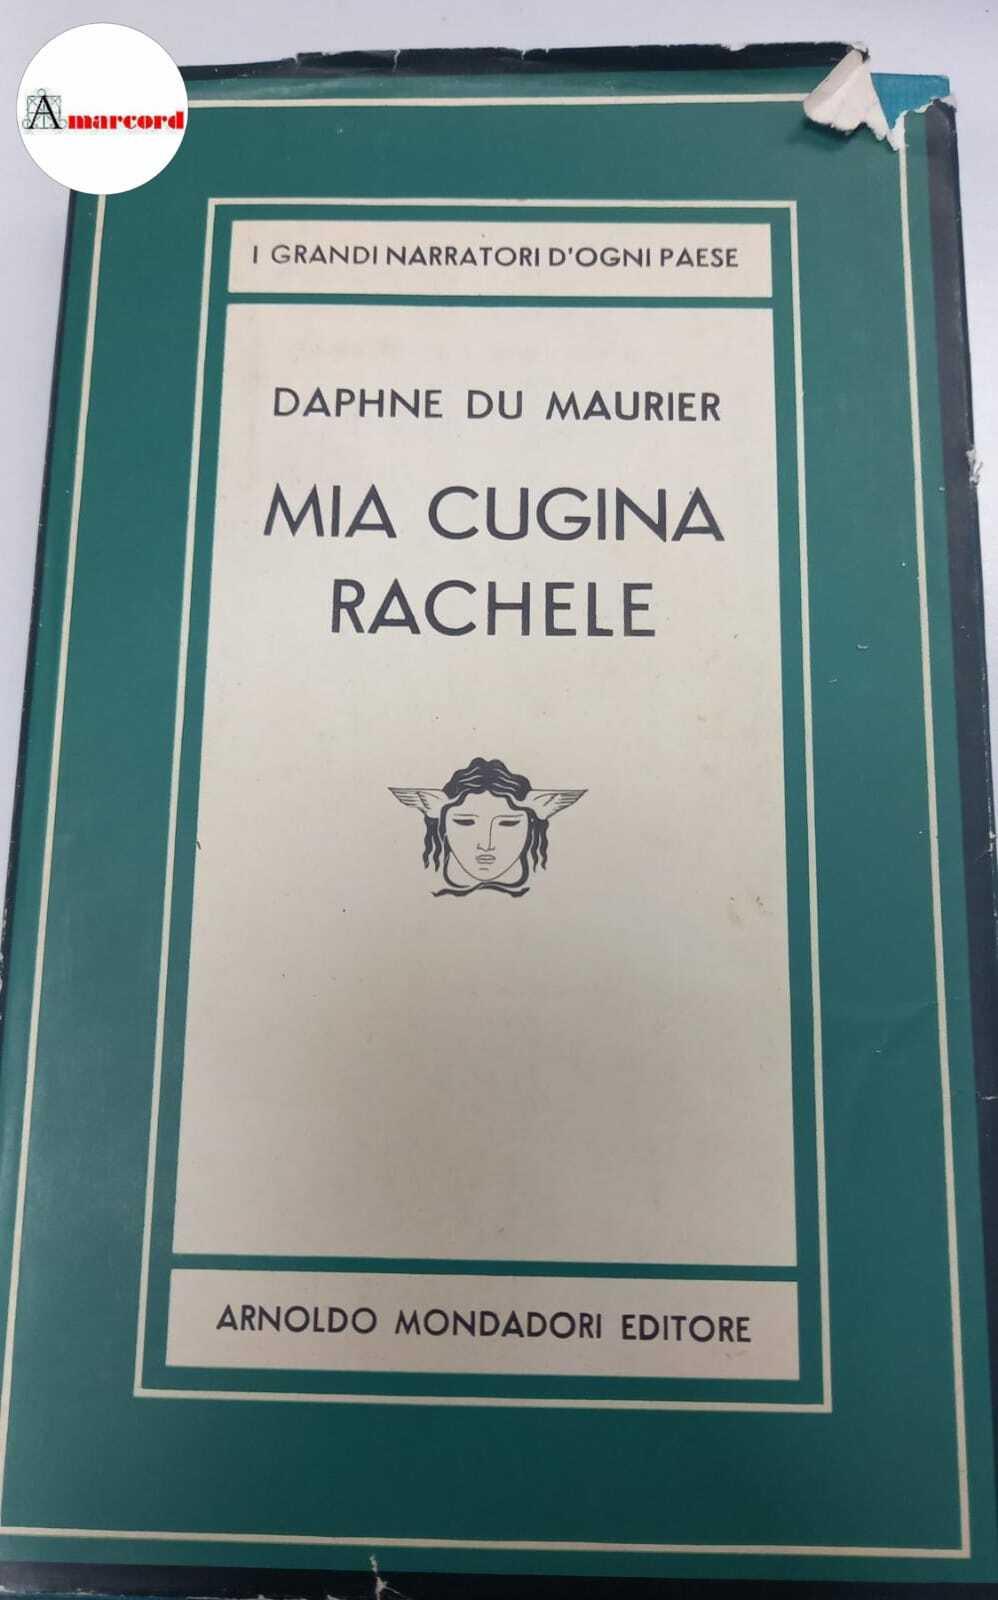 Amarcord
I GRANDI NARRATORI D'OGNI PAESE
DAPHNE DU MAURIER
MIA CUGINA
RACHELE
ARNOLDO MONDADORI EDITORE